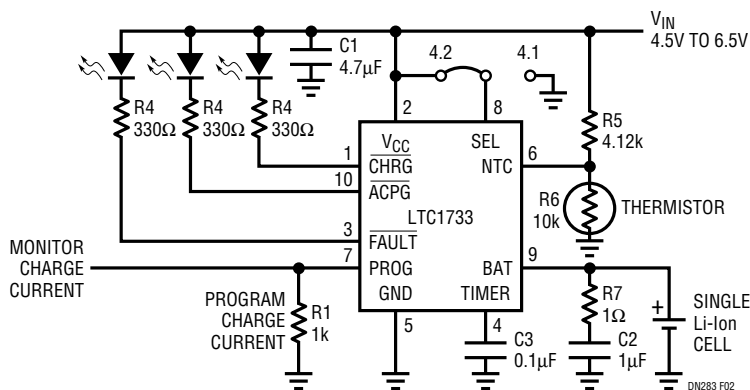 VIN
4.5V TO 6.5V
C1
4.7µF
4.2
4.1
R4
330Ω
R4
330Ω
R4
330Ω
2
8
R5
4.12k
VCC
SEL
1
CHRG
NTC
6
10
ACPG
R6
10k
THERMISTOR
LTC1733
3
FAULT
MONITOR
CHARGE
CURRENT
7
PROG
BAT
9
GND
TIMER
PROGRAM
CHARGE
CURRENT
R1
1k
5
4
C3
0.1µF
R7
1Ω
C2
1µF
+
SINGLE
Li-Ion
CELL
DN283 F02